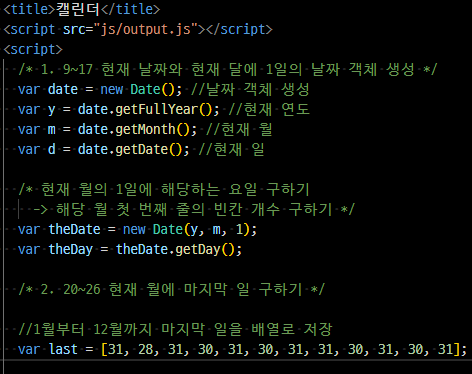 <title>캘린더</title>
<script src="js/output.js"></script>
<script>
/* 1. 9~17 현재 날짜와 현재 달에 1일의 날짜 객체 생성 */
var date = new Date(); //날짜 객체 생성
var y = date.getFullYear(); //현재 연도
var m = date.getMonth(); //현재 월
var d = date.getDate(); //현재 일
/* 현재 월의 1일에 해당하는 요일 구하기
-> 해당 월 첫 번째 줄의 빈칸 개수 구하기 */
var theDate = new Date(y, m, 1);
var theDay = theDate.getDay();
/* 2. 20~26 현재 월에 마지막 일 구하기 */
//1월부터 12월까지 마지막 일을 배열로 저장
var last = [31, 28, 31, 30, 31, 30, 31, 31, 30, 31, 30, 31];